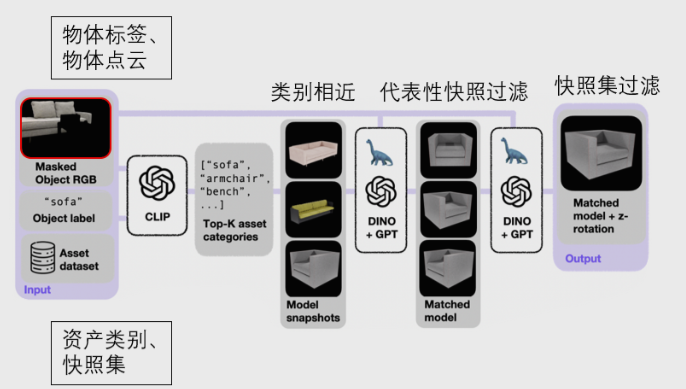 物体标签、
物体点云
类别相近
代表性快照过滤
快照集过滤
Masked
Object RGB
“sofa”
Object label
Asset
dataset
Input
CLIP
["sofa",
“armchair”,
“bench”,
...]
Top-K asset
categories
Model
snapshots
DINO
+ GPT
Matched
model
DINO
+ GPT
Matched
model + z-
rotation
Output
资产类别、
快照集